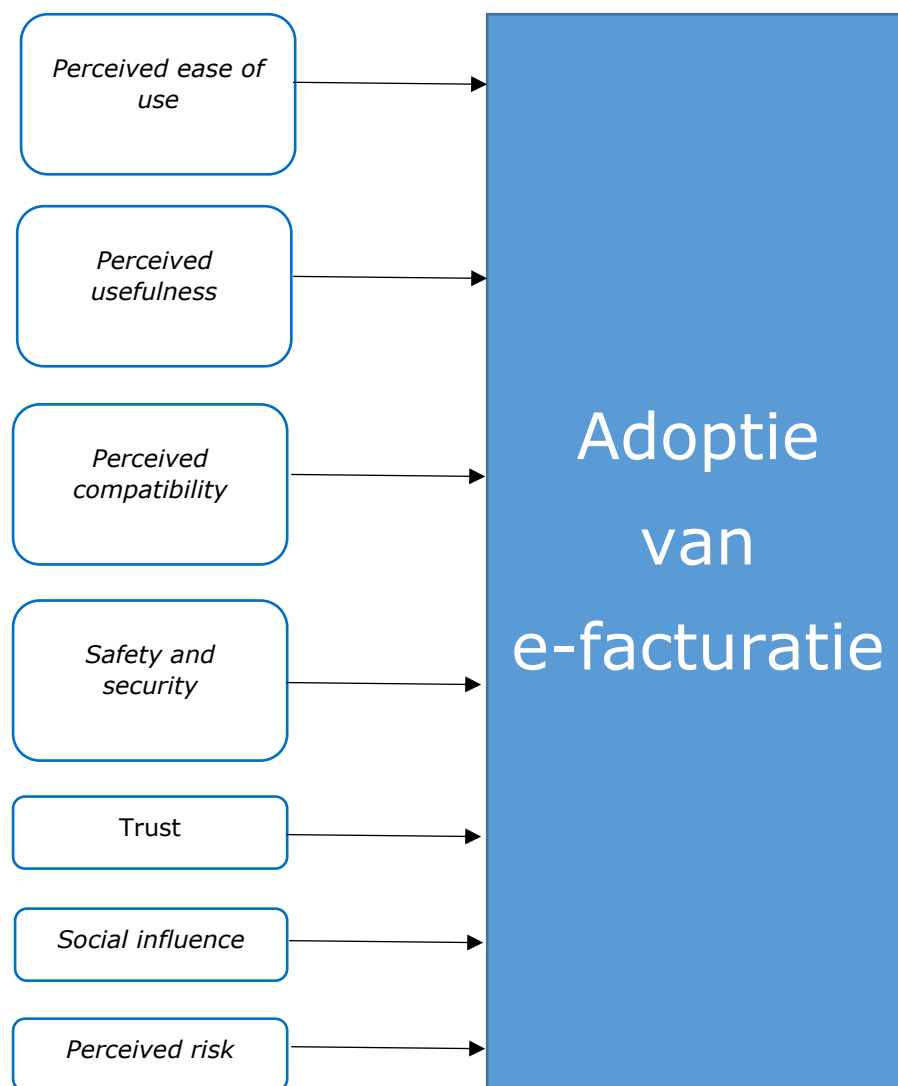 Perceived ease of
use
Perceived
usefulness
Perceived
compatibility
Safety and
security
Trust
Social influence
Perceived risk
Adoptie
van
e-facturatie